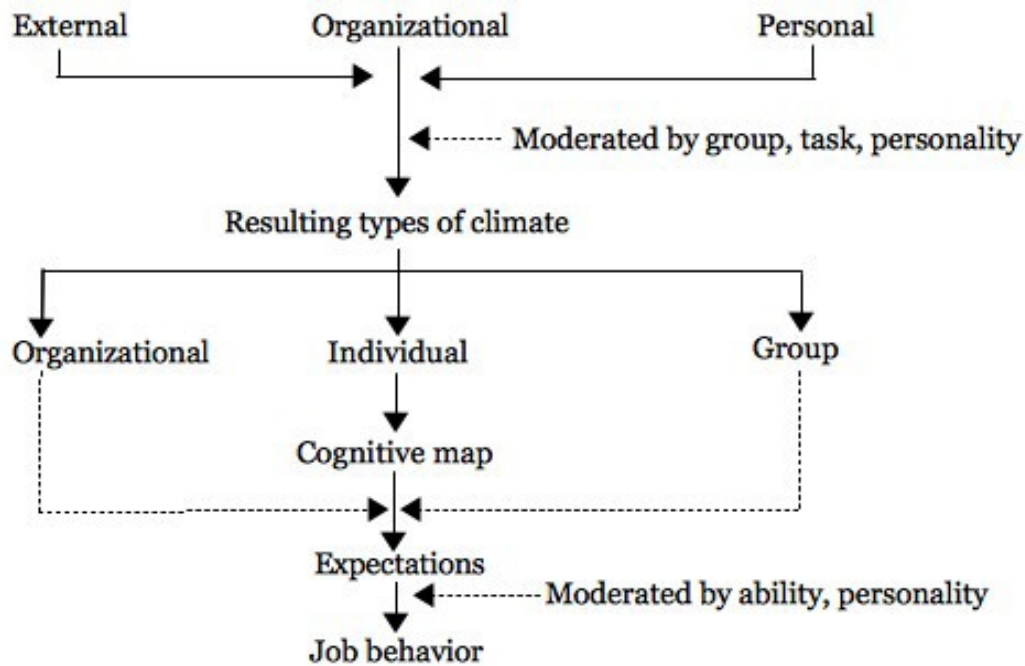 External
Organizational
Personal
Moderated by group, task, personality
Resulting types of climate
Organizational
Individual
Group
Cognitive map
Expectations
Moderated by ability, personality
Job behavior